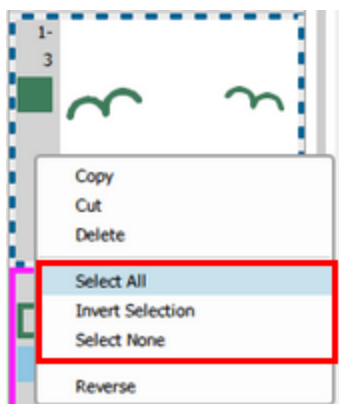 1-
3
Copy
Cut
Delete
Select All
Invert Selection
Select None
Reverse